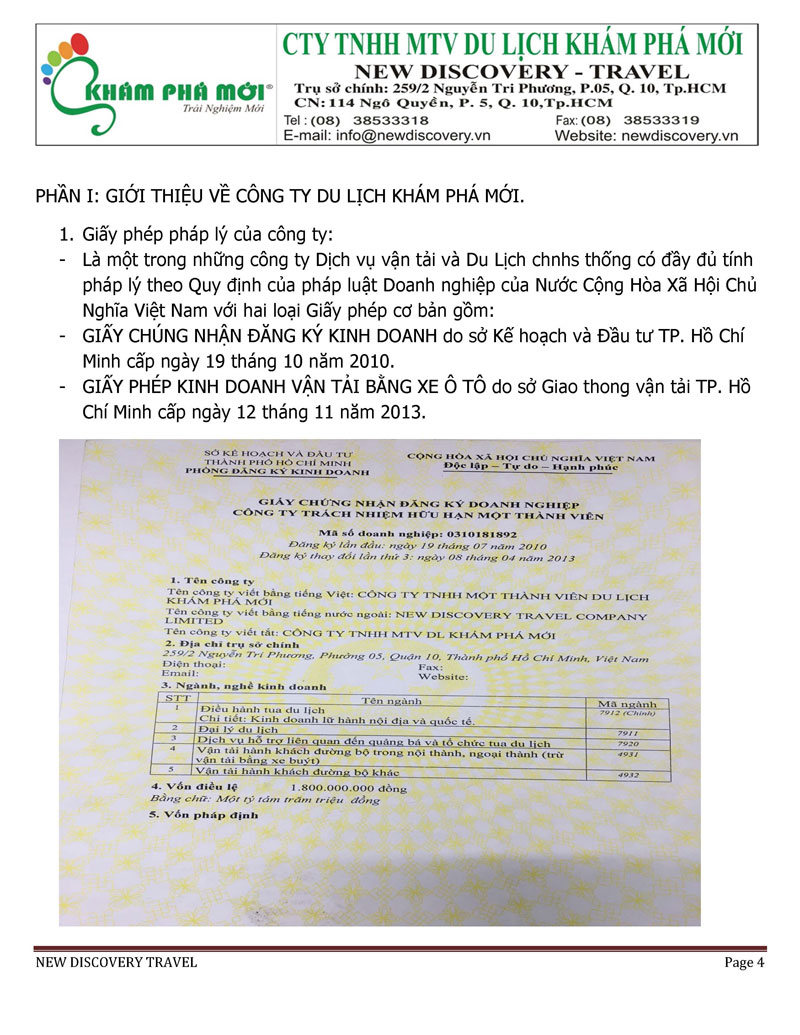 KHÁM PHÁ MỚI®
Trải Nghiệm Mới
CTY TNHH MTV DU LỊCH KHÁM PHÁ MỚI
NEW DISCOVERY - TRAVEL
Trụ sở chính: 259/2 Nguyễn Tri Phương, P.05, Q. 10, Tp.HCM
CN: 114 Ngô Quyền, P. 5, Q. 10,Tp.HCM
Tel : (08) 38533318 Fax: (08) 38533319
E-mail: info@newdiscovery.vn Website: newdiscovery.vn
PHẦN I: GIỚI THIỆU VỀ CÔNG TY DU LỊCH KHÁM PHÁ MỚI.
1. Giấy phép pháp lý của công ty:
- Là một trong những công ty Dịch vụ vận tải và Du Lịch chnhs thống có đầy đủ tính
pháp lý theo Quy định của pháp luật Doanh nghiệp của Nước Cộng Hòa Xã Hội Chủ
Nghĩa Việt Nam với hai loại Giấy phép cơ bản gồm:
- GIẤY CHÚNG NHẬN ĐĂNG KÝ KINH DOANH do sở Kế hoạch và Đầu tư TP. Hồ Chí
Minh cấp ngày 19 tháng 10 năm 2010.
- GIẤY PHÉP KINH DOANH VẬN TẢI BẰNG XE Ô TÔ do sở Giao thong vận tải TP. Hồ
Chí Minh cấp ngày 12 tháng 11 năm 2013.
SỞ KẾ HOẠCH VÀ ĐẦU TƯ
THÀNH PHỐ HỒ CHÍ MINH
PHÒNG ĐĂNG KÝ KINH DOANH
CỘNG HÒA XÃ HỘI CHỦ NGHĨA VIỆT NAM
Độc lập – Tự do – Hạnh phúc
GIẤY CHỨNG NHẬN ĐĂNG KÝ DOANH NGHIỆP
CÔNG TY TRÁCH NHIỆM HỮU HẠN MỘT THÀNH VIÊN
Mã số doanh nghiệp: 0310181892
Đăng ký lần đầu: ngày 19 tháng 07 năm 2010
Đăng ký thay đổi lần thứ 3: ngày 08 tháng 04 năm 2013
1. Tên công ty
Tên công ty viết bằng tiếng Việt: CÔNG TY TNHH MỘT THÀNH VIÊN DU LỊCH
KHÁM PHÁ MỚI
Tên công ty viết bằng tiếng nước ngoài: NEW DISCOVERY TRAVEL COMPANY
LIMITED
Tên công ty viết tắt: CÔNG TY TNHH MTV DL KHÁM PHÁ MỚI
2. Địa chỉ trụ sở chính
259/2 Nguyễn Tri Phương, Phường 05, Quận 10, Thành phố Hồ Chí Minh, Việt Nam
Điện thoại: Fax:
Email: Website:
3. Ngành, nghề kinh doanh
STT Tên ngành Mã ngành
1 Điều hành tua du lịch 7912 (Chính)
Chi tiết: Kinh doanh lữ hành nội địa và quốc tế.
2 Đại lý du lịch 7911
3 Dịch vụ hỗ trợ liên quan đến quảng bá và tổ chức tua du lịch 7920
4 Vận tải hành khách đường bộ trong nội thành, ngoại thành (trừ 4931
vận tải bằng xe buýt)
5 Vận tải hành khách đường bộ khác 4932
4. Vốn điều lệ 1.800.000.000 đồng
Bằng chữ: Một tỷ tám trăm triệu đồng
5. Vốn pháp định
NEW DISCOVERY TRAVEL Page 4